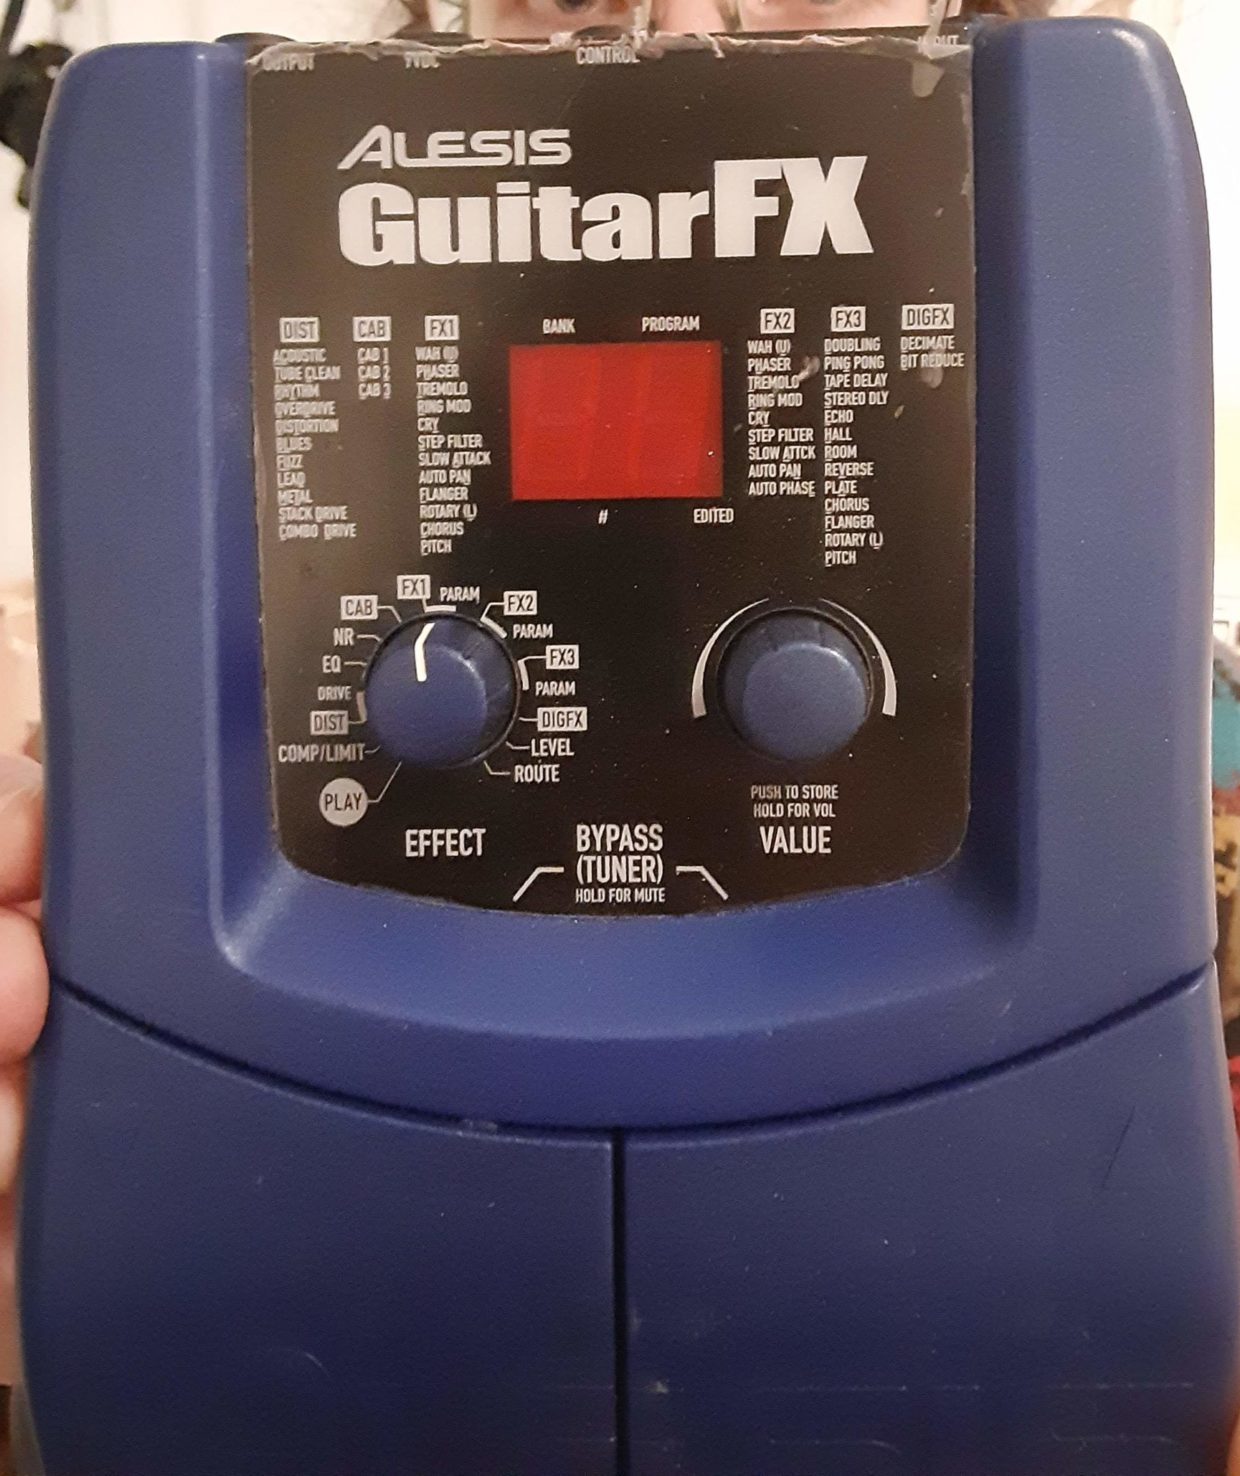 OUTPUT
9VDC
CONTROL
INPUT
ALESIS
GuitarFX
DIST
ACOUSTIC
TUBE CLEAN
RHYTHM
OVERDRIVE
DISTORTION
BLUES
FUZZ
LEAD
METAL
STACK DRIVE
COMBO DRIVE
CAB
CAB 1
CAB 2
CAB 3
FX1
WAH (U)
PHASER
TREMOLO
RING MOD
CRY
STEP FILTER
SLOW ATTACK
AUTO PAN
FLANGER
ROTARY (L)
CHORUS
PITCH
BANK
PROGRAM
#
EDITED
FX2
WAH (U)
PHASER
TREMOLO
RING MOD
CRY
STEP FILTER
SLOW ATTCK
AUTO PAN
AUTO PHASE
FX3
DOUBLING
PING PONG
TAPE DELAY
STEREO DLY
ECHO
HALL
ROOM
REVERSE
PLATE
CHORUS
FLANGER
ROTARY (L)
PITCH
DIGFX
DECIMATE
BIT REDUCE
PLAY
COMP/LIMIT
DIST
DRIVE
EQ
NR
CAB
FX1
PARAM
FX2
PARAM
FX3
PARAM
DIGFX
LEVEL
ROUTE
EFFECT
BYPASS
(TUNER)
HOLD FOR MUTE
PUSH TO STORE
HOLD FOR VOL
VALUE